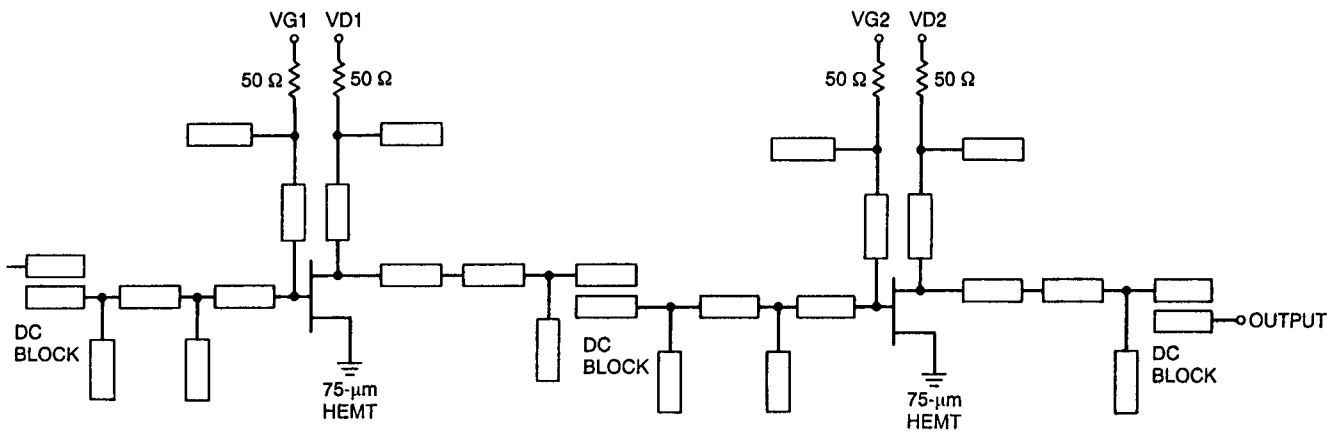 VG1 VD1
VG2 VD2
50 Ω 50 Ω
50 Ω 50 Ω
DC
BLOCK
75-μm
HEMT
DC
BLOCK
75-μm
HEMT
DC
BLOCK
OUTPUT